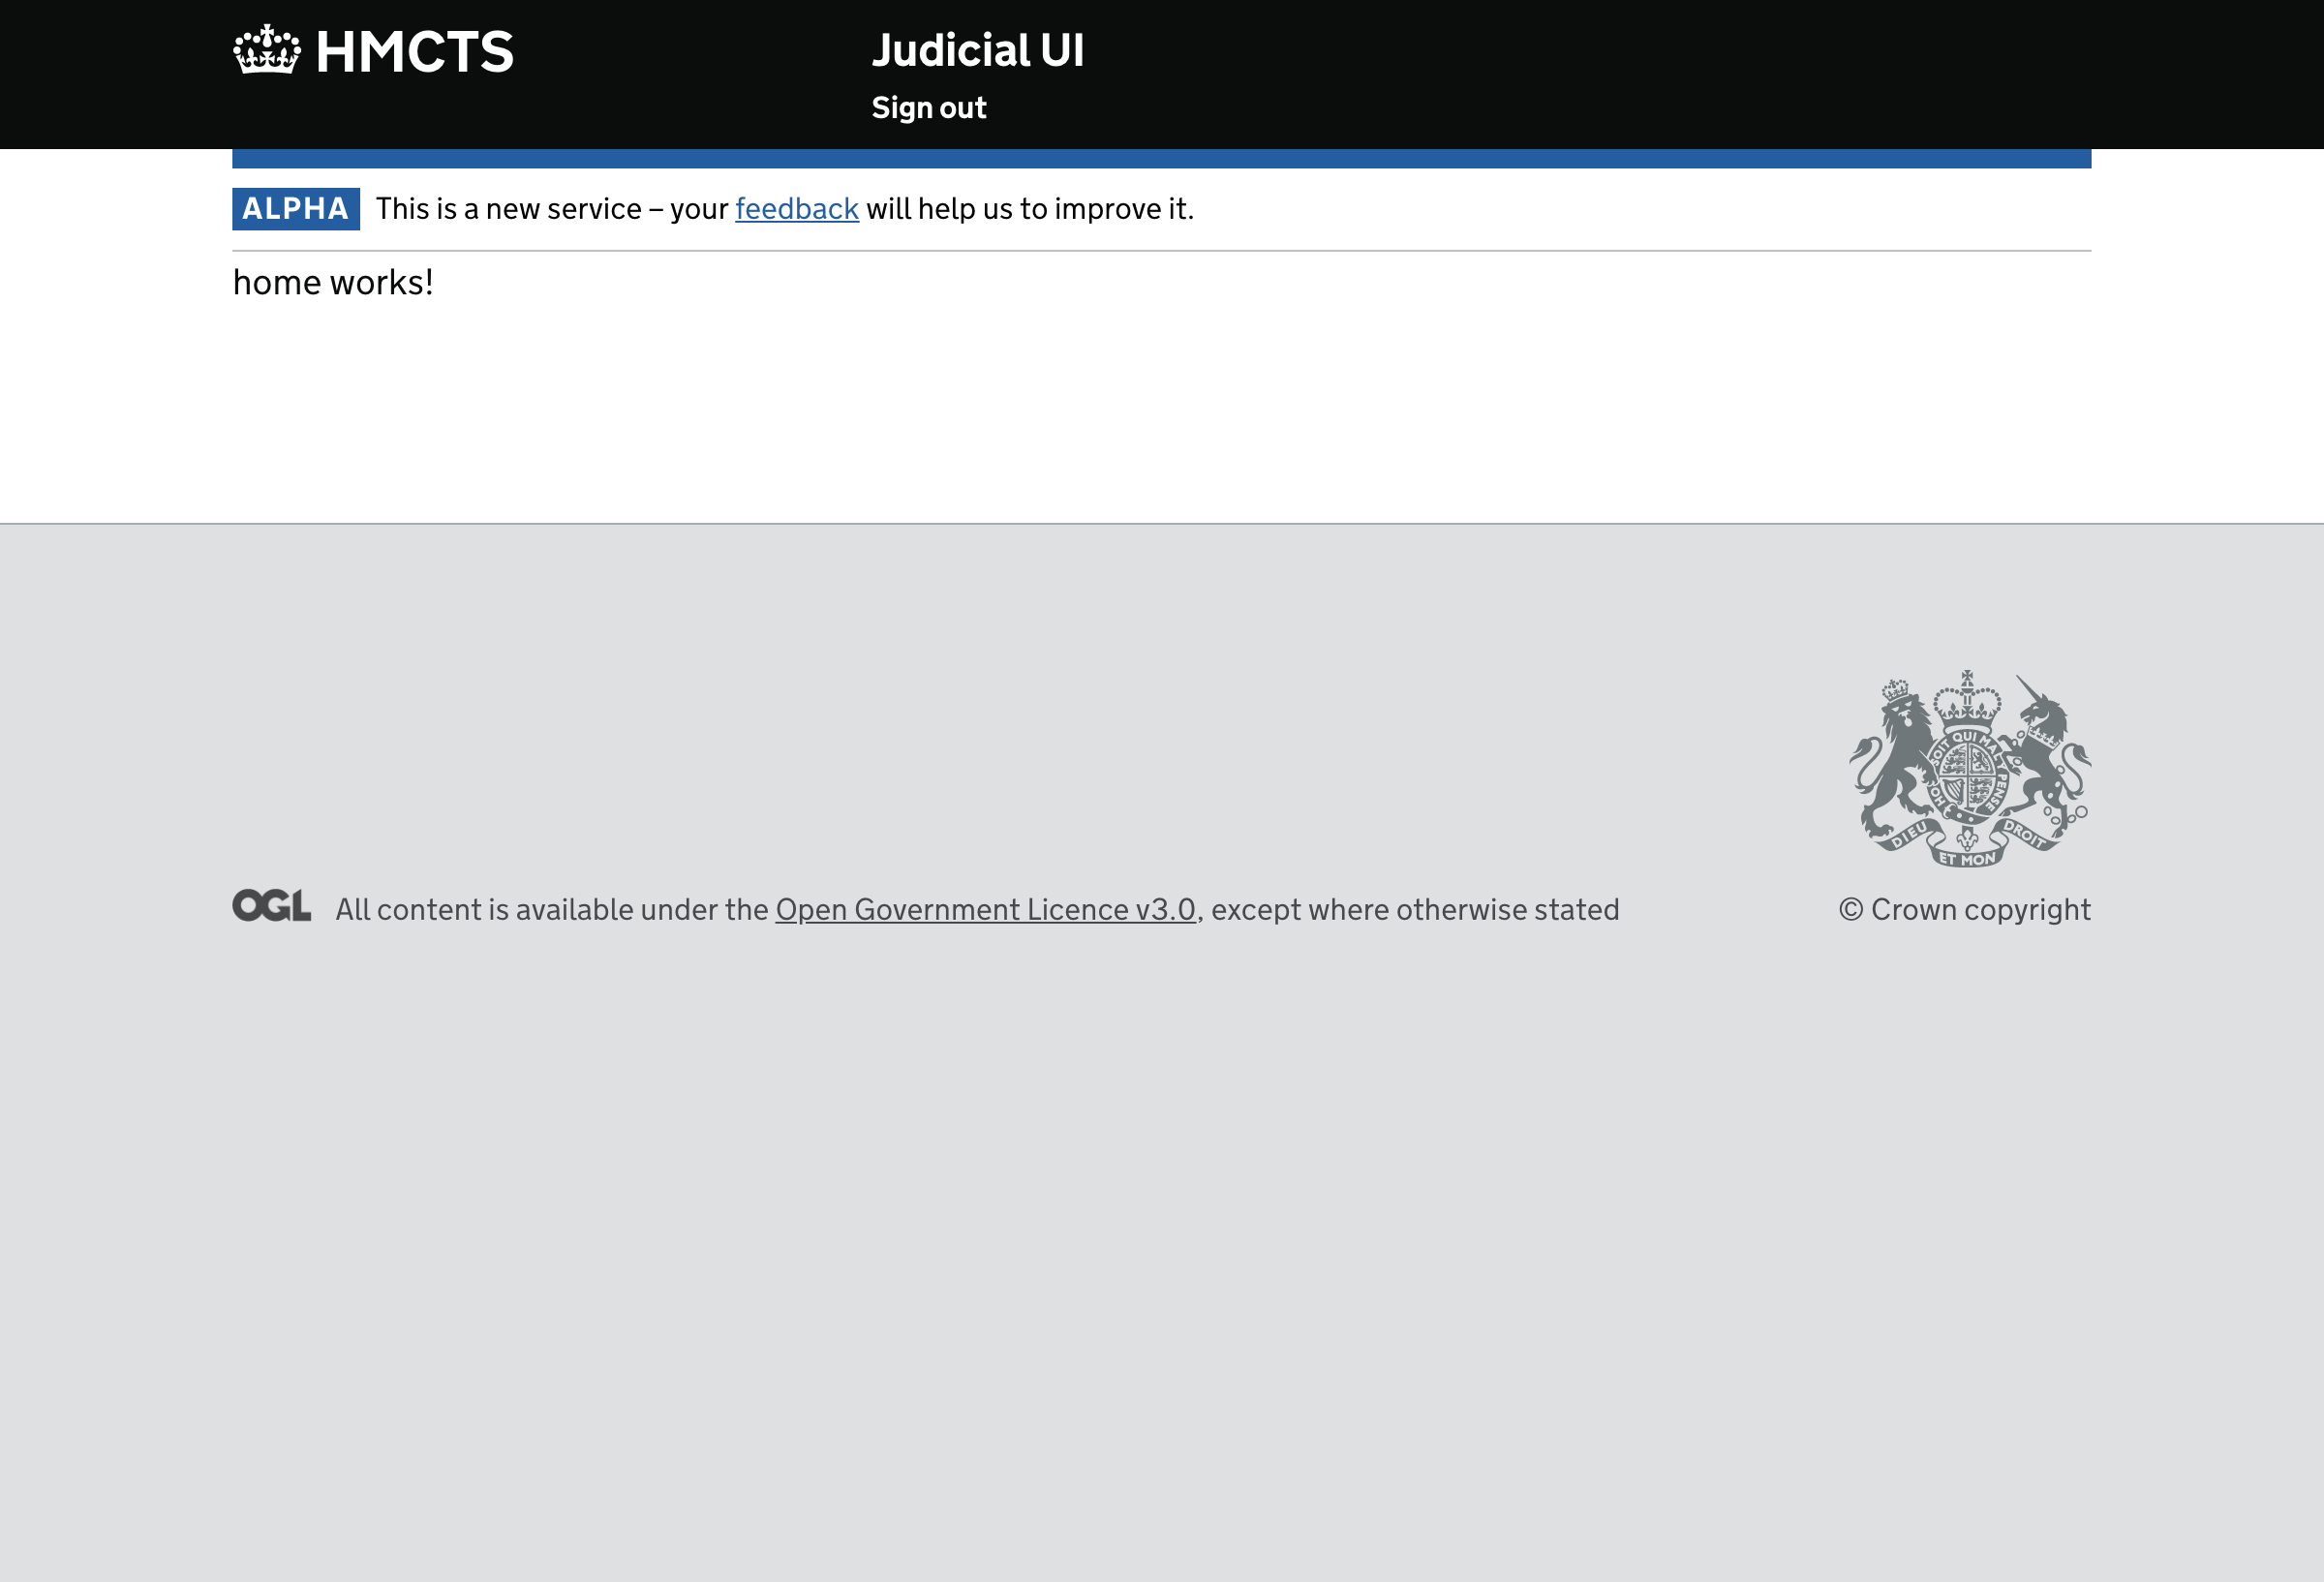 HMCTS
Judicial UI
Sign out
ALPHA This is a new service – your feedback will help us to improve it.
home works!
SOIT QUI MAL Y PENSE
HON
DIEU ET MON DROIT
OGL All content is available under the Open Government Licence v3.0, except where otherwise stated
© Crown copyright